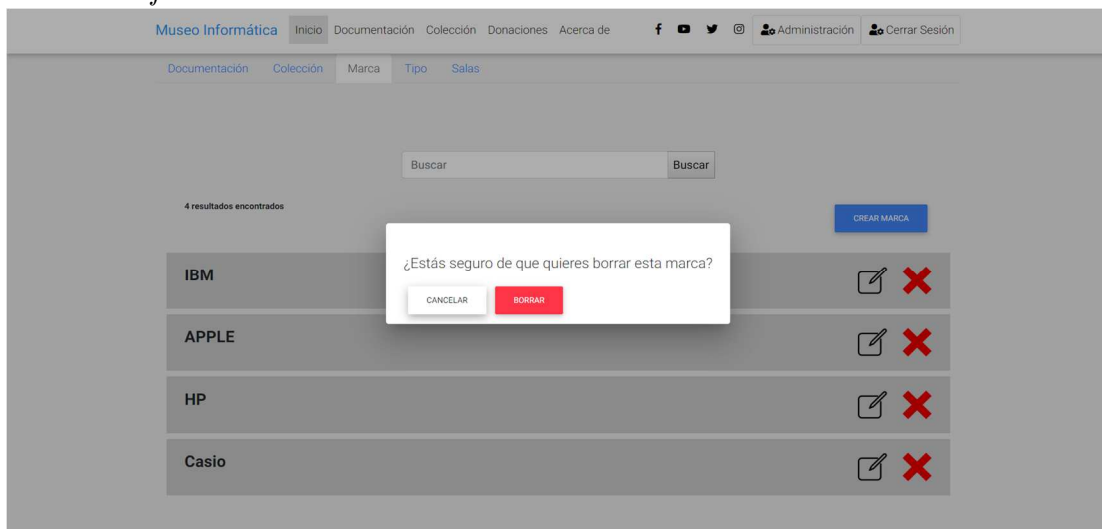 Museo Informática Inicio Documentación Colección Donaciones Acerca de Administración Cerrar Sesión
Documentación Colección Marca Tipo Salas
Buscar Buscar
4 resultados encontrados
CREAR MARCA
¿Estás seguro de que quieres borrar esta marca?
CANCELAR BORRAR
IBM
APPLE
HP
Casio